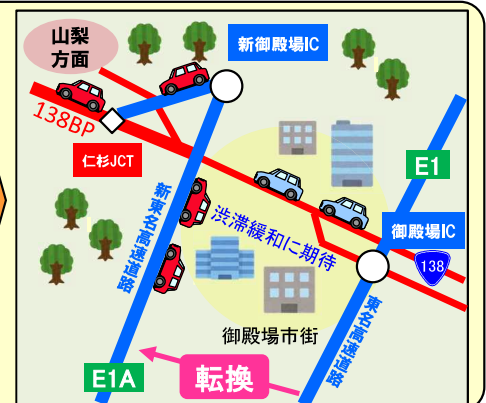 山梨
方面
新御殿場IC
138BP
仁杉JCT
E1
新東名高速道路
渋滞緩和に期待
御殿場IC
138
御殿場市街
東名高速道路
E1A
転換